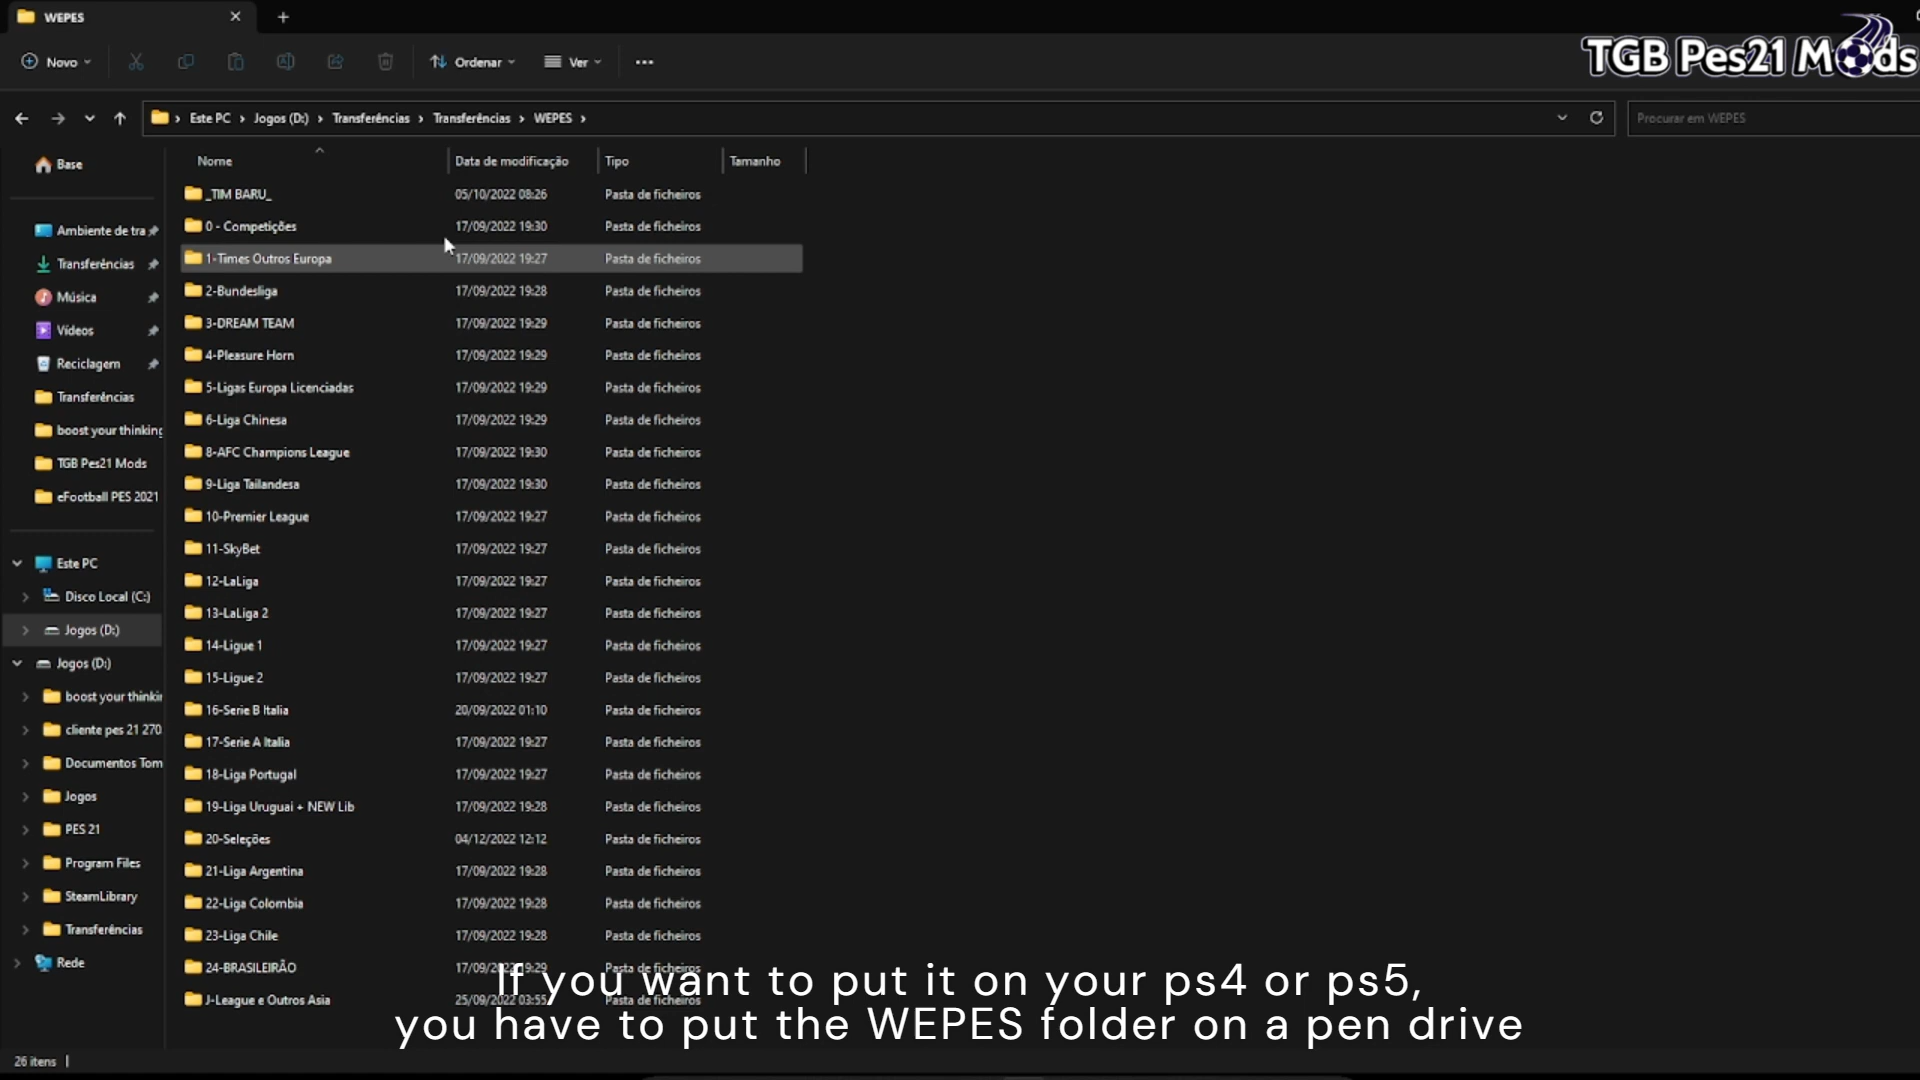 WEPES
TGB Pes21 Mods
Novo
Ordenar
Ver
Este PC > Jogos (D:) > Transferências > Transferências > WEPES >
Procurar em WEPES
Nome Data de modificação Tipo Tamanho
Base
Ambiente de tra
Transferências
Música
Vídeos
Reciclagem
Transferências
boost your thinking
TGB Pes21 Mods
eFootball PES 2021
Este PC
Disco Local (C:)
Jogos (D:)
Jogos (D:)
boost your thinkin
cliente pes 21 270
Documentos Tom
Jogos
PES 21
Program Files
SteamLibrary
Transferências
Rede
_TIM BARU_ 05/10/2022 08:26 Pasta de ficheiros
0 - Competições 17/09/2022 19:30 Pasta de ficheiros
1-Times Outros Europa 17/09/2022 19:27 Pasta de ficheiros
2-Bundesliga 17/09/2022 19:28 Pasta de ficheiros
3-DREAM TEAM 17/09/2022 19:29 Pasta de ficheiros
4-Pleasure Horn 17/09/2022 19:29 Pasta de ficheiros
5-Ligas Europa Licenciadas 17/09/2022 19:29 Pasta de ficheiros
6-Liga Chinesa 17/09/2022 19:29 Pasta de ficheiros
8-AFC Champions League 17/09/2022 19:30 Pasta de ficheiros
9-Liga Tailandesa 17/09/2022 19:30 Pasta de ficheiros
10-Premier League 17/09/2022 19:27 Pasta de ficheiros
11-SkyBet 17/09/2022 19:27 Pasta de ficheiros
12-LaLiga 17/09/2022 19:27 Pasta de ficheiros
13-LaLiga 2 17/09/2022 19:27 Pasta de ficheiros
14-Ligue 1 17/09/2022 19:27 Pasta de ficheiros
15-Ligue 2 17/09/2022 19:27 Pasta de ficheiros
16-Serie B Italia 20/09/2022 01:10 Pasta de ficheiros
17-Serie A Italia 17/09/2022 19:27 Pasta de ficheiros
18-Liga Portugal 17/09/2022 19:27 Pasta de ficheiros
19-Liga Uruguai + NEW Lib 17/09/2022 19:28 Pasta de ficheiros
20-Seleções 04/12/2022 12:12 Pasta de ficheiros
21-Liga Argentina 17/09/2022 19:28 Pasta de ficheiros
22-Liga Colombia 17/09/2022 19:28 Pasta de ficheiros
23-Liga Chile 17/09/2022 19:28 Pasta de ficheiros
24-BRASILEIRÃO 17/09/2022 19:29 Pasta de ficheiros
J-League e Outros Asia 25/09/2022 03:55 Pasta de ficheiros
If you want to put it on your ps4 or ps5,
you have to put the WEPES folder on a pen drive
26 itens